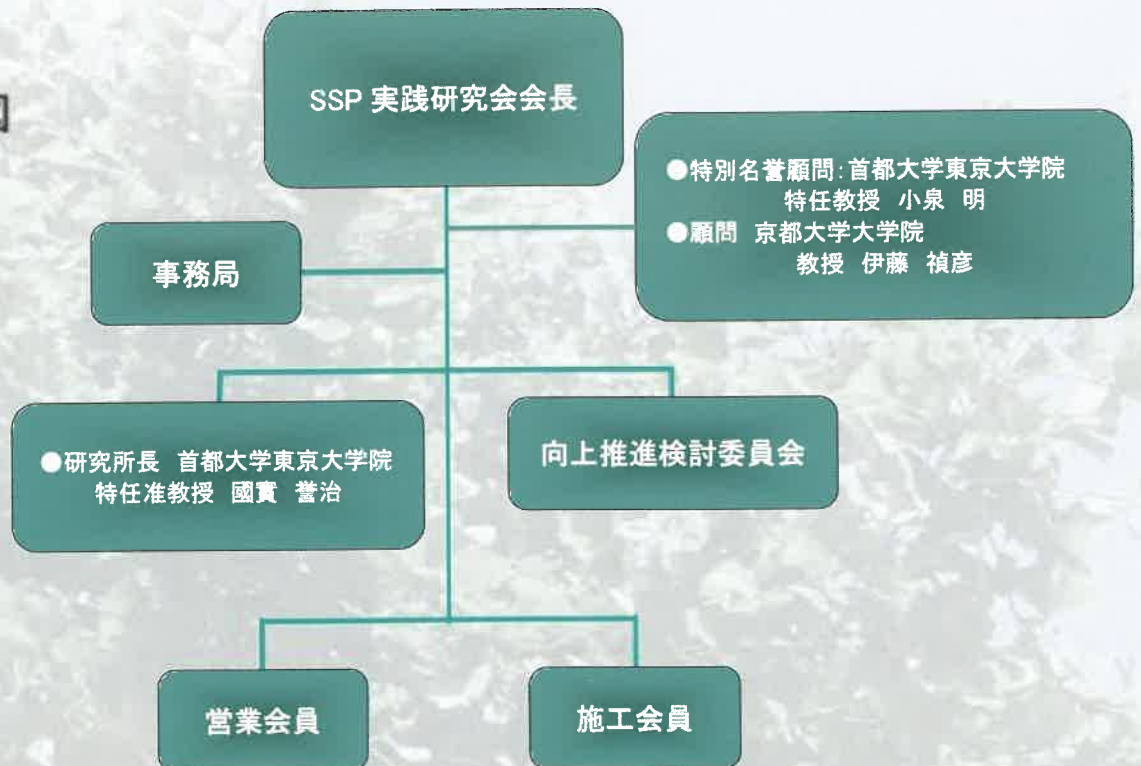 SSP 実践研究会会長
●特別名誉顧問:首都大学東京大学院
特任教授 小泉 明
●顧問 京都大学大学院
教授 伊藤 禎彦
事務局
●研究所長 首都大学東京大学院
特任准教授 國實 誉治
向上推進検討委員会
営業会員
施工会員